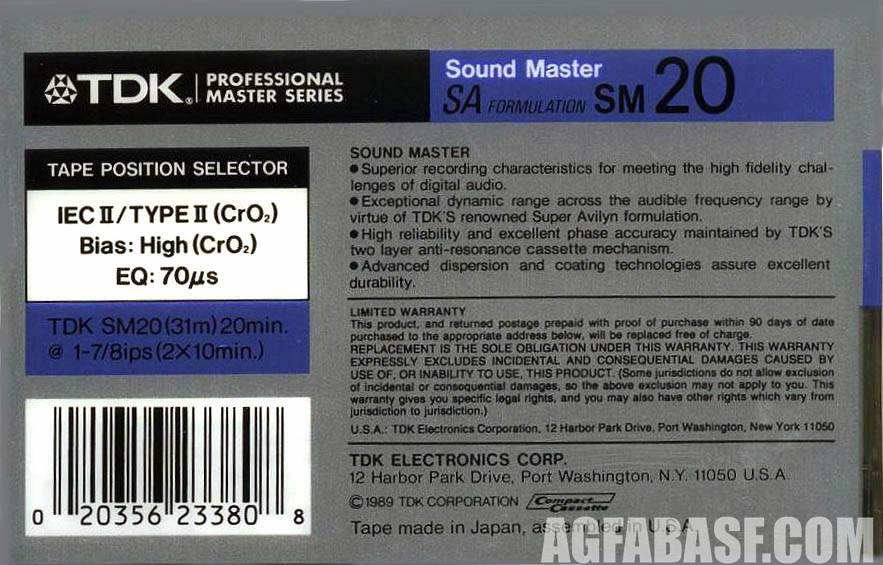 TDK® PROFESSIONAL
MASTER SERIES
Sound Master
SA FORMULATION SM 20
TAPE POSITION SELECTOR
IEC II/TYPE II (CrO₂)
Bias: High (CrO₂)
EQ: 70μs
TDK SM20(31m)20min.
@ 1-7/8ips(2X10min.)
0 20356 23380 8
SOUND MASTER
●Superior recording characteristics for meeting the high fidelity chal-
lenges of digital audio.
●Exceptional dynamic range across the audible frequency range by
virtue of TDK'S renowned Super Avilyn formulation.
●High reliability and excellent phase accuracy maintained by TDK'S
two layer anti-resonance cassette mechanism.
●Advanced dispersion and coating technologies assure excellent
durability.
LIMITED WARRANTY
This product, and returned postage prepaid with proof of purchase within 90 days of date
purchased to the appropriate address below, will be replaced free of charge.
REPLACEMENT IS THE SOLE OBLIGATION UNDER THIS WARRANTY. THIS WARRANTY
EXPRESSLY EXCLUDES INCIDENTAL AND CONSEQUENTIAL DAMAGES CAUSED BY
USE OF, OR INABILITY TO USE, THIS PRODUCT. (Some jurisdictions do not allow exclusion
of incidental or consequential damages, so the above exclusion may not apply to you. This
warranty gives you specific legal rights, and you may also have other rights which vary from
jurisdiction to jurisdiction.)
U.S.A.: TDK Electronics Corporation, 12 Harbor Park Drive, Port Washington, New York 11050
TDK ELECTRONICS CORP.
12 Harbor Park Drive, Port Washington, N.Y. 11050 U.S.A.
©1989 TDK CORPORATION Compact Cassette
Tape made in Japan, assembled in U.S.A.
AGFABASF.COM